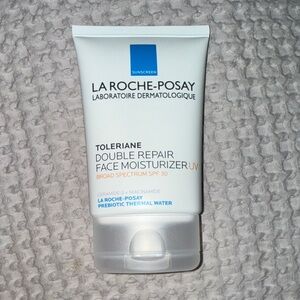 SUNSCREEN
LA ROCHE-POSAY
LABORATOIRE DERMATOLOGIQUE
TOLERIANE
DOUBLE REPAIR
FACE MOISTURIZER UV
BROAD SPECTRUM SPF 30
CERAMIDE-3 + NIACINAMIDE
LA ROCHE-POSAY
PREBIOTIC THERMAL WATER